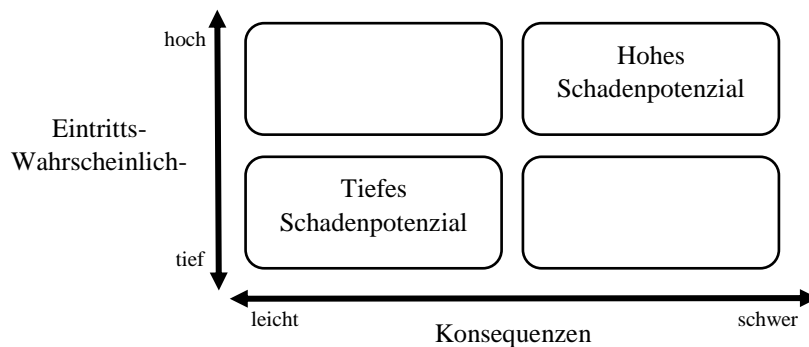 hoch
Hohes
Schadenpotenzial
Eintritts-
Wahrscheinlich-
Tiefes
Schadenpotenzial
tief
leicht
schwer
Konsequenzen